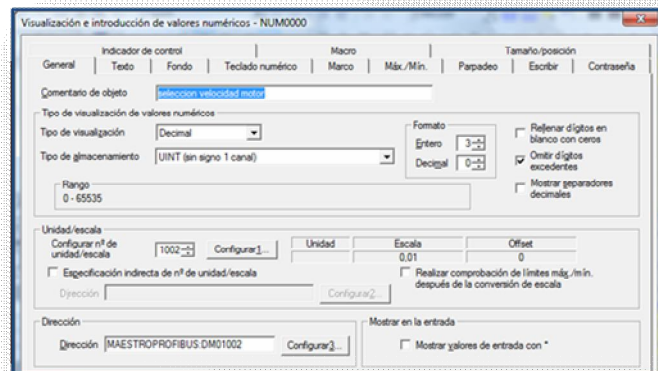 Visualización e introducción de valores numéricos - NUM0000
Indicador de control Macro Tamaño/posición
General Texto Fondo Teclado numérico Marco Máx./Mín. Parpadeo Escribir Contraseña
Comentario de objeto seleccion velocidad motor
Tipo de visualización de valores numéricos
Tipo de visualización Decimal
Tipo de almacenamiento UINT (sin signo 1 canal)
Formato
Entero 3
Decimal 0
Rellenar dígitos en blanco con ceros
Omitir dígitos excedentes
Mostrar separadores decimales
Rango
0 - 65535
Unidad/escala
Configurar nº de unidad/escala 1002 Configurar1...
Unidad Escala Offset
0,01 0
Especificación indirecta de nº de unidad/escala
Dirección Configurar2...
Realizar comprobación de límites máx./mín. después de la conversión de escala
Dirección
Dirección MAESTROPROFIBUS:DM01002 Configurar3...
Mostrar en la entrada
Mostrar valores de entrada con *